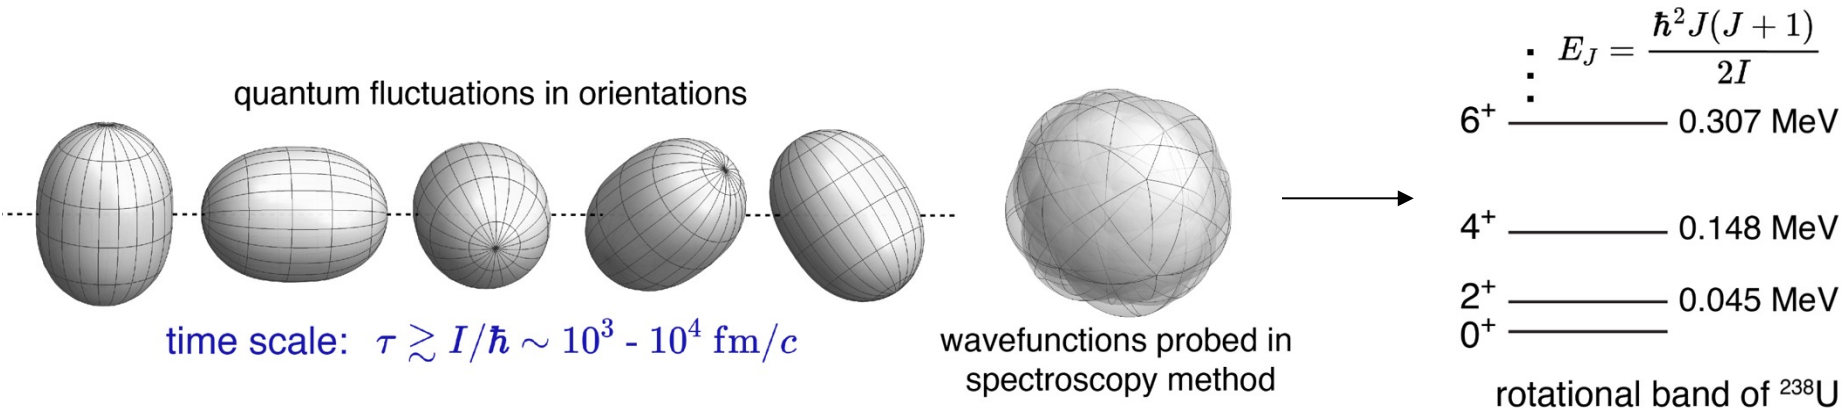 quantum fluctuations in orientations
time scale: τ ≳ I/ħ ~ 10³ - 10⁴ fm/c
wavefunctions probed in
spectroscopy method
E_J = ħ²J(J + 1) / 2I
6⁺ 0.307 MeV
4⁺ 0.148 MeV
2⁺ 0.045 MeV
0⁺
rotational band of ²³⁸U